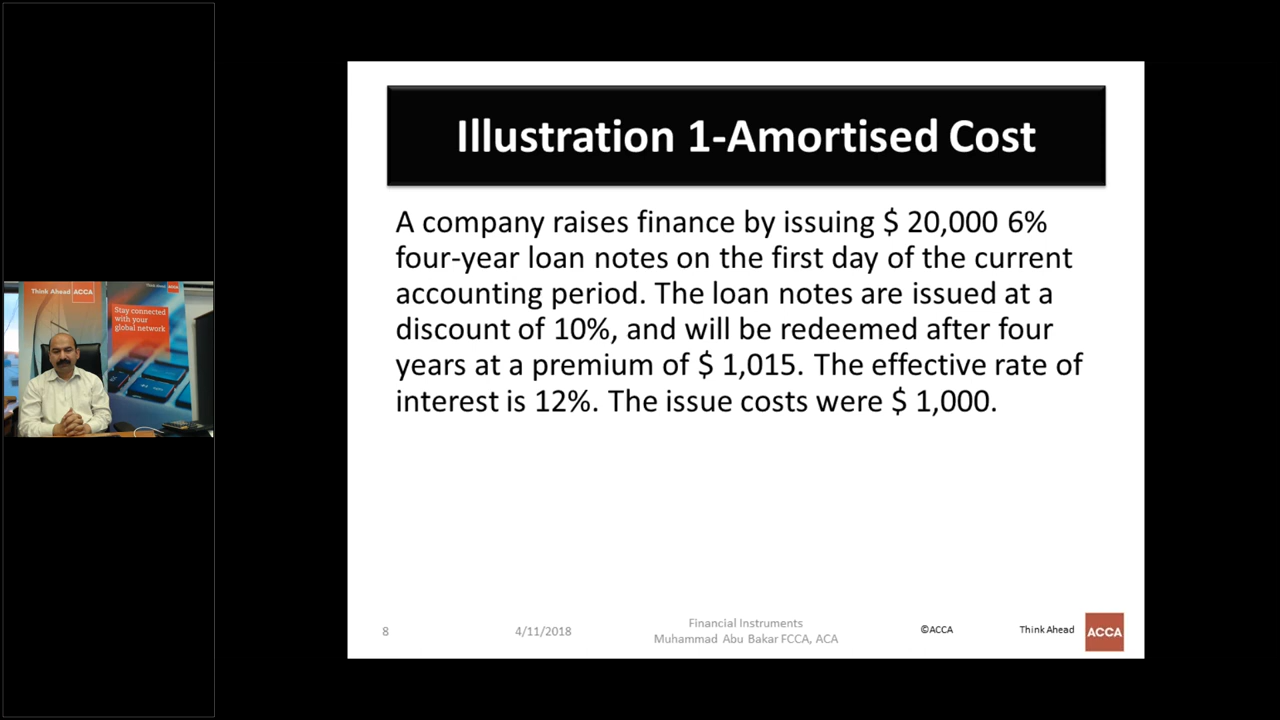 Illustration 1-Amortised Cost
A company raises finance by issuing $ 20,000 6%
four-year loan notes on the first day of the current
accounting period. The loan notes are issued at a
discount of 10%, and will be redeemed after four
years at a premium of $ 1,015. The effective rate of
interest is 12%. The issue costs were $ 1,000.
8
4/11/2018
Financial Instruments
Muhammad Abu Bakar FCCA, ACA
©ACCA
Think Ahead
ACCA
Think Ahead ACCA
Stay connected
with your
global network